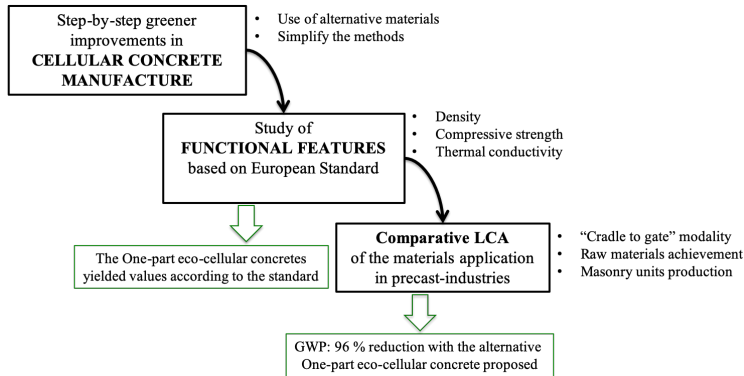 Step-by-step greener
improvements in
CELLULAR CONCRETE
MANUFACTURE
• Use of alternative materials
• Simplify the methods
Study of
FUNCTIONAL FEATURES
based on European Standard
• Density
• Compressive strength
• Thermal conductivity
The One-part eco-cellular concretes
yielded values according to the standard
Comparative LCA
of the materials application
in precast-industries
• “Cradle to gate” modality
• Raw materials achievement
• Masonry units production
GWP: 96 % reduction with the alternative
One-part eco-cellular concrete proposed